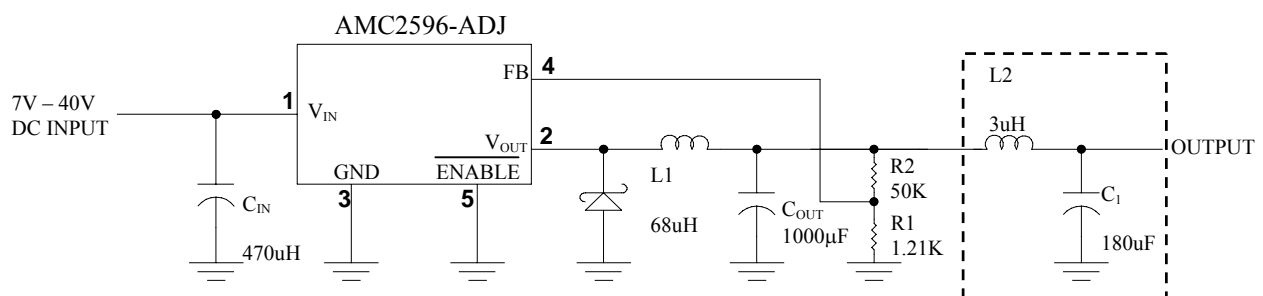 AMC2596-ADJ
7V – 40V
DC INPUT
1
V_IN
FB
4
V_OUT
2
GND
3
ENABLE
5
C_IN
470uH
L1
68uH
C_OUT
1000μF
R2
50K
R1
1.21K
L2
3uH
C_1
180uF
OUTPUT